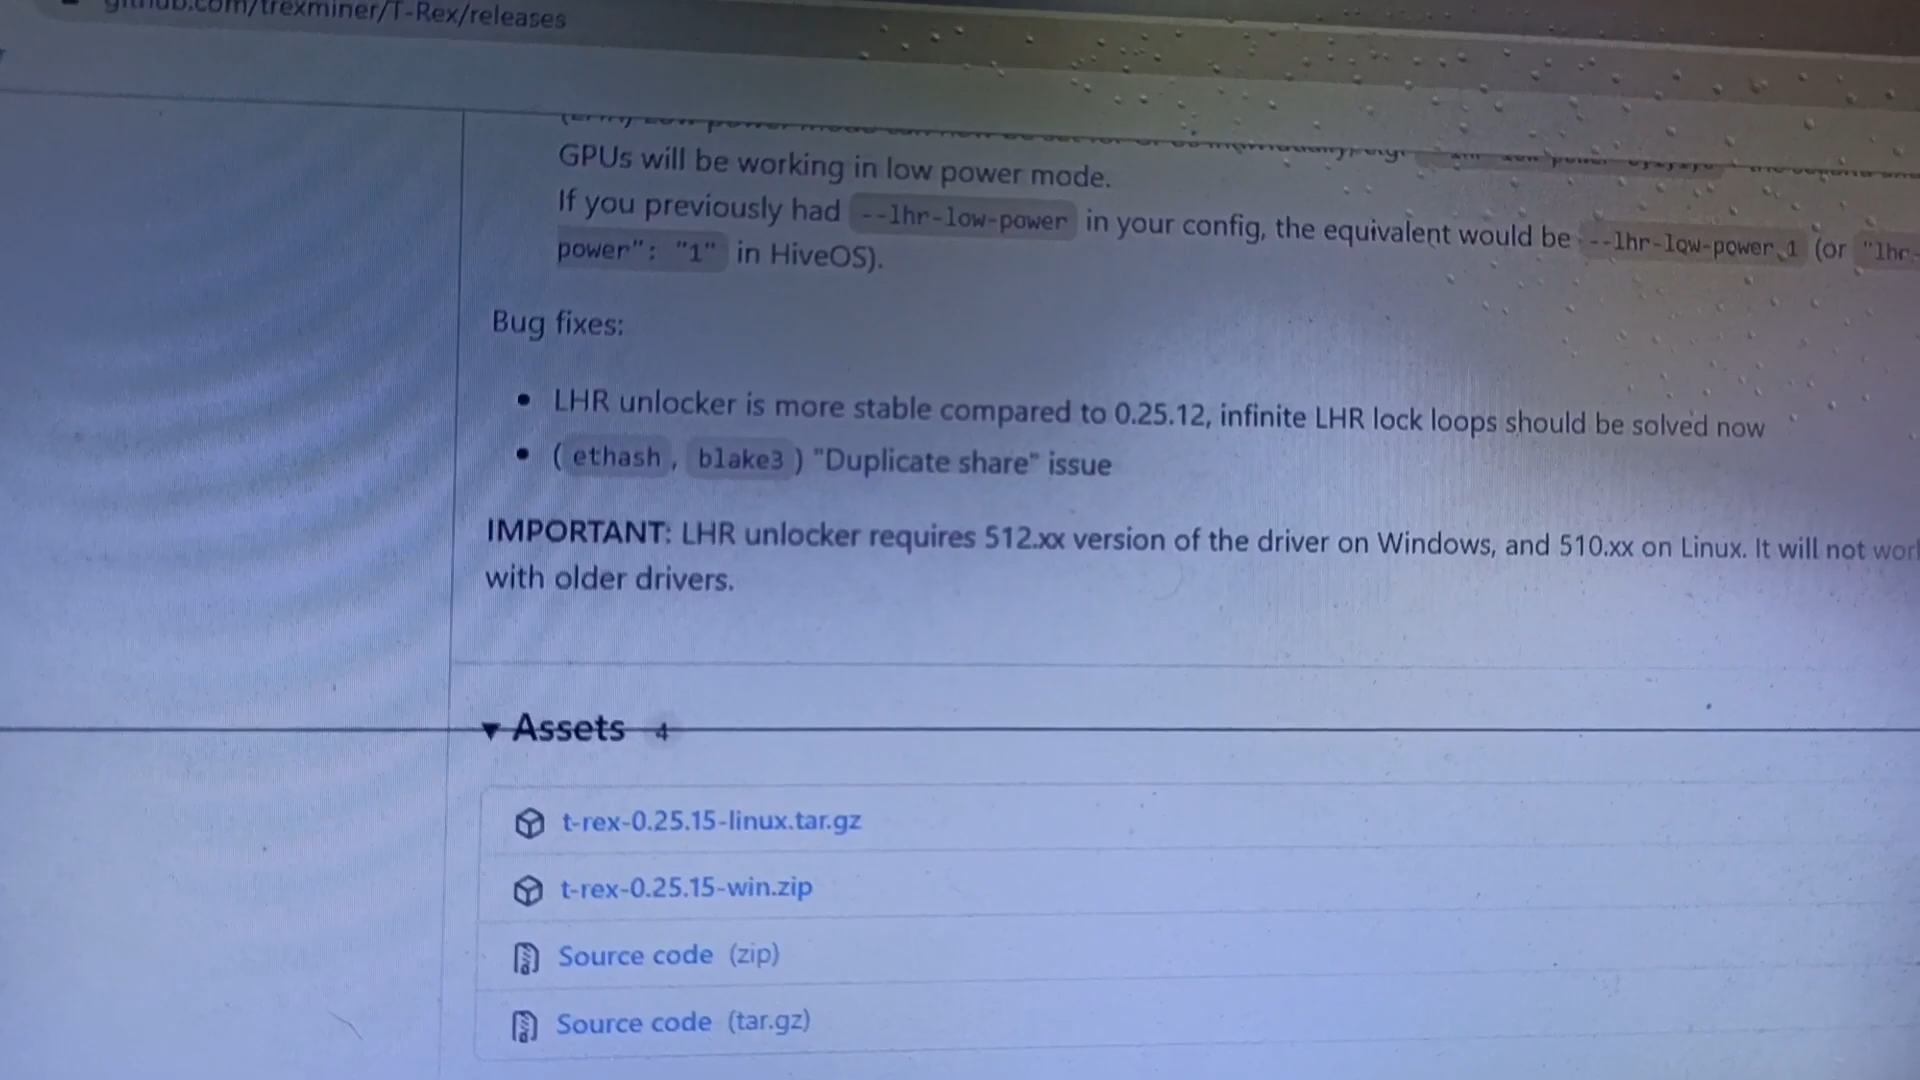 github.com/trexminer/T-Rex/releases
GPUs will be working in low power mode.
If you previously had --lhr-low-power in your config, the equivalent would be --lhr-low-power 1 (or "lhr-
power": "1" in HiveOS).
Bug fixes:
• LHR unlocker is more stable compared to 0.25.12, infinite LHR lock loops should be solved now
• (ethash, blake3) "Duplicate share" issue
IMPORTANT: LHR unlocker requires 512.xx version of the driver on Windows, and 510.xx on Linux. It will not work
with older drivers.
▾ Assets 4
t-rex-0.25.15-linux.tar.gz
t-rex-0.25.15-win.zip
Source code (zip)
Source code (tar.gz)